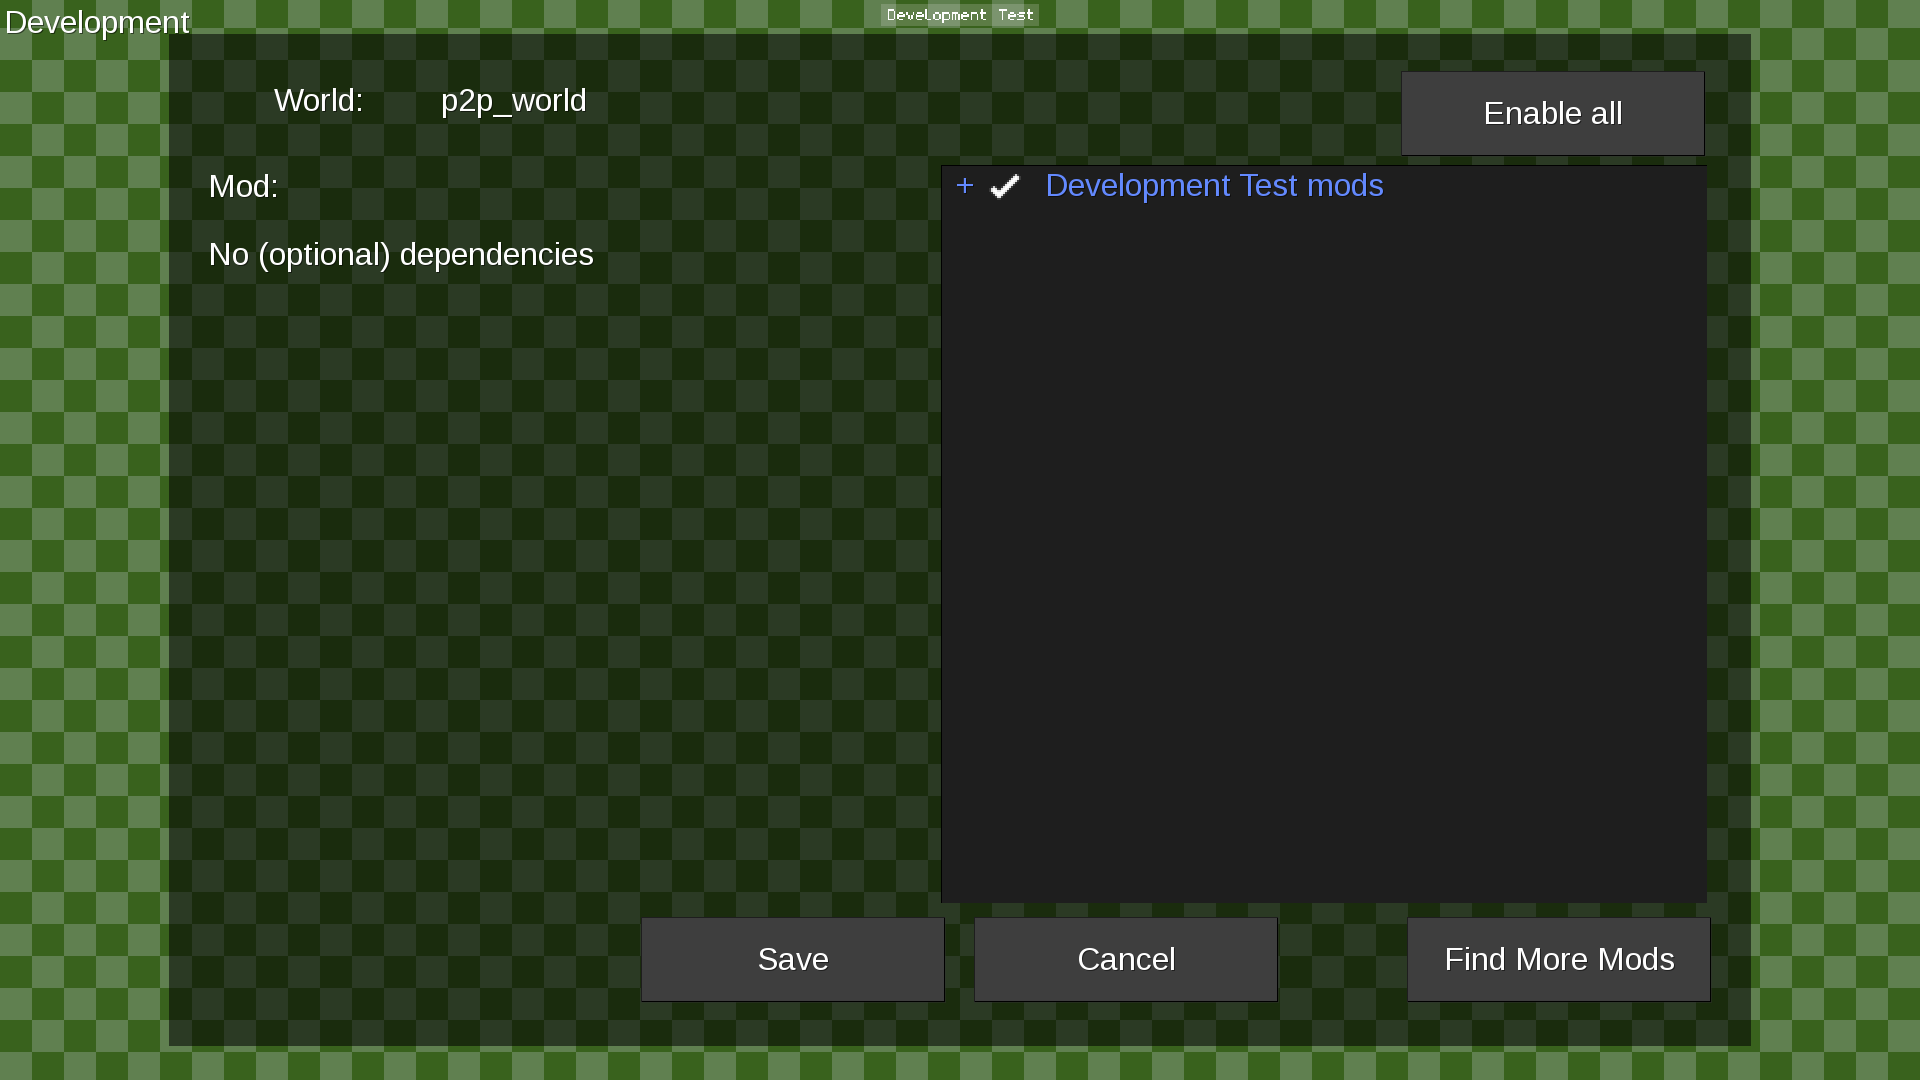 Development
Development Test
World: p2p_world
Enable all
Mod:
No (optional) dependencies
+ Development Test mods
Save
Cancel
Find More Mods